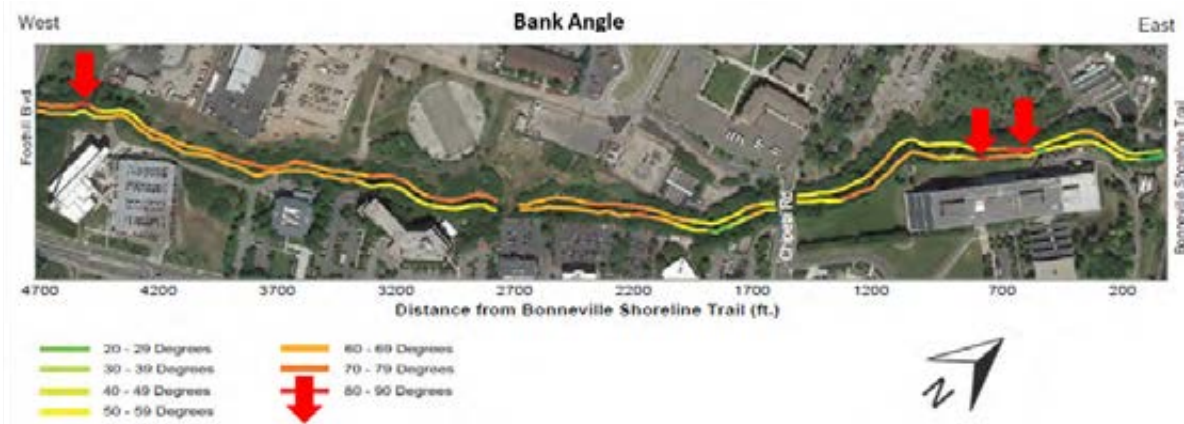 West
Bank Angle
East
Foothill Blvd
Chipeta Rd
Bonneville Shoreline Trail
4700 4200 3700 3200 2700 2200 1200 700 200
Distance from Bonneville Shoreline Trail (ft.)
20 - 29 Degrees
30 - 39 Degrees
40 - 49 Degrees
50 - 59 Degrees
60 - 69 Degrees
70 - 79 Degrees
80 - 90 Degrees
N